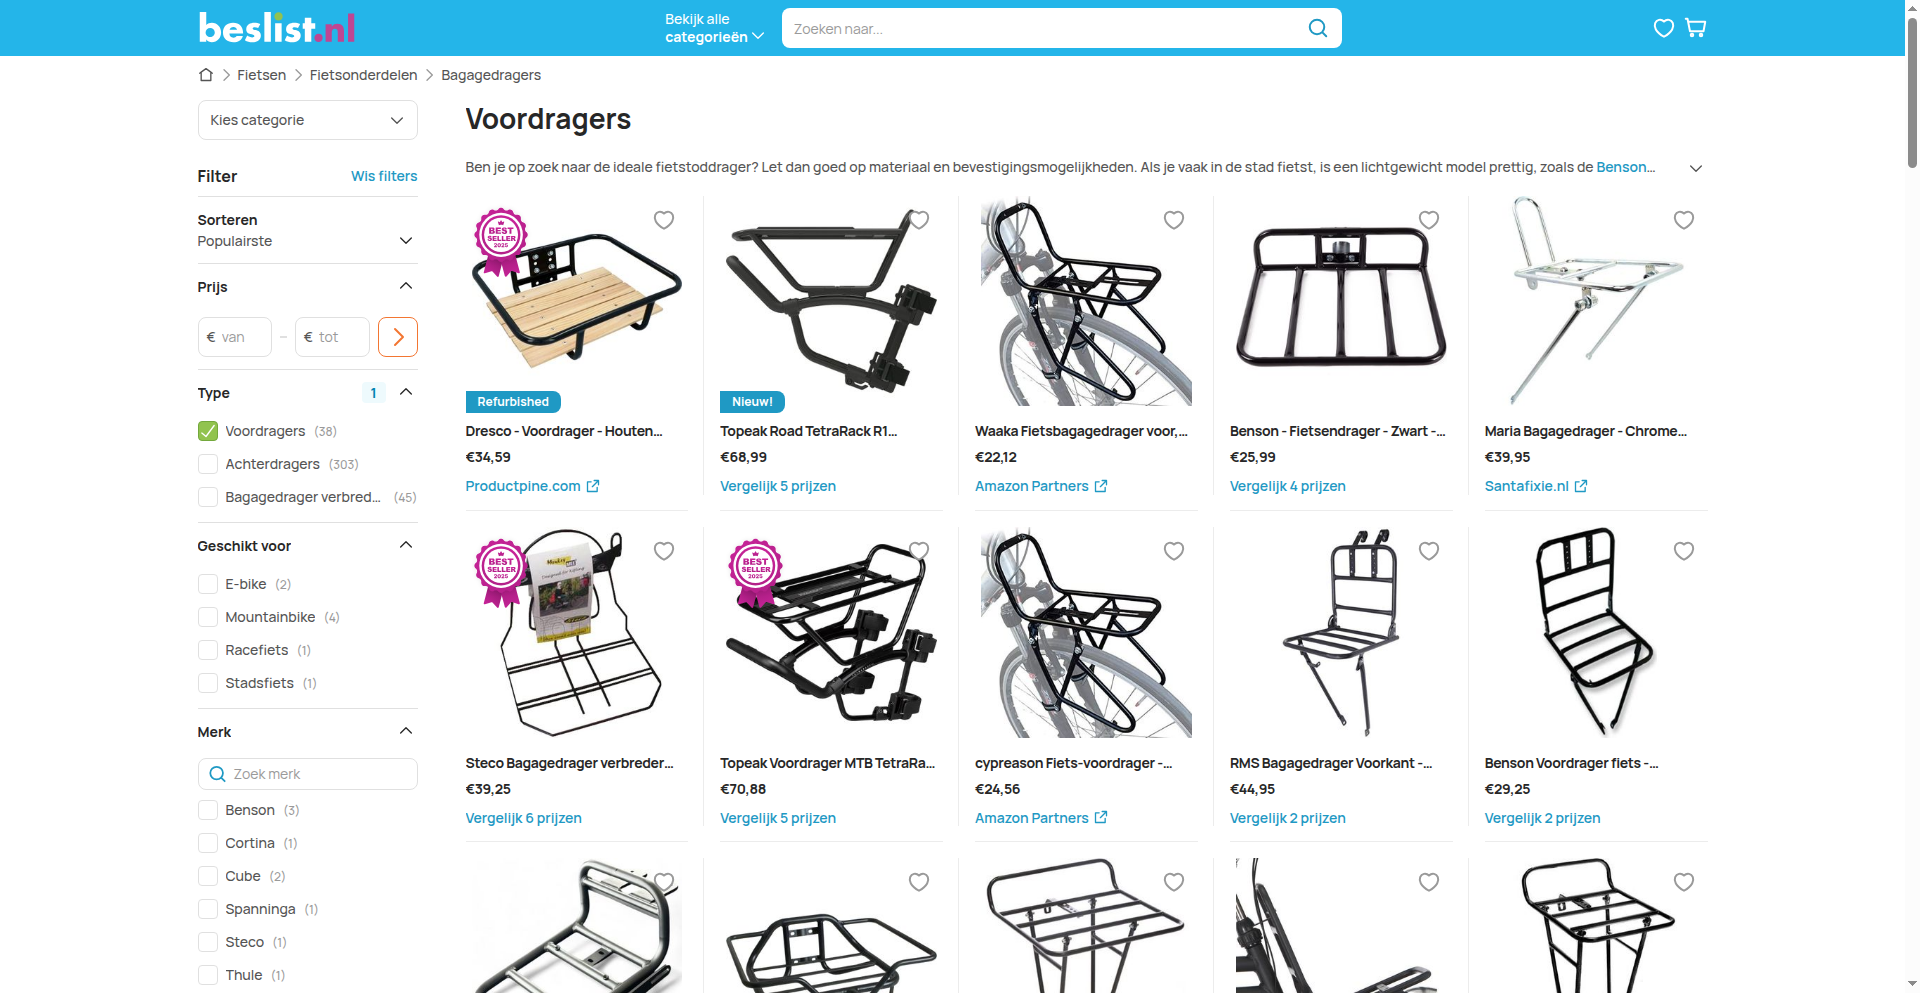 beslist.nl
Bekijk alle
categorieën
Zoeken naar...
Fietsen
Fietsonderdelen
Bagagedragers
Kies categorie
Voordragers
Ben je op zoek naar de ideale fietstoddrager? Let dan goed op materiaal en bevestigingsmogelijkheden. Als je vaak in de stad fietst, is een lichtgewicht model prettig, zoals de Benson...
Filter
Wis filters
Sorteren
Populairste
Prijs
€ van
–
€ tot
Type
1
Voordragers (38)
Achterdragers (303)
Bagagedrager verbred... (45)
Geschikt voor
E-bike (2)
Mountainbike (4)
Racefiets (1)
Stadsfiets (1)
Merk
Zoek merk
Benson (3)
Cortina (1)
Cube (2)
Spanninga (1)
Steco (1)
Thule (1)
BEST
SELLER
2025
Refurbished
Dresco - Voordrager - Houten...
€34,59
Productpine.com
Nieuw!
Topeak Road TetraRack R1...
€68,99
Vergelijk 5 prijzen
Waaka Fietsbagagedrager voor,...
€22,12
Amazon Partners
Benson - Fietsendrager - Zwart -...
€25,99
Vergelijk 4 prijzen
Maria Bagagedrager - Chrome...
€39,95
Santafixie.nl
BEST
SELLER
2025
Steco Bagagedrager verbreder...
€39,25
Vergelijk 6 prijzen
BEST
SELLER
2025
Topeak Voordrager MTB TetraRa...
€70,88
Vergelijk 5 prijzen
cypreason Fiets-voordrager -...
€24,56
Amazon Partners
RMS Bagagedrager Voorkant -...
€44,95
Vergelijk 2 prijzen
Benson Voordrager fiets -...
€29,25
Vergelijk 2 prijzen